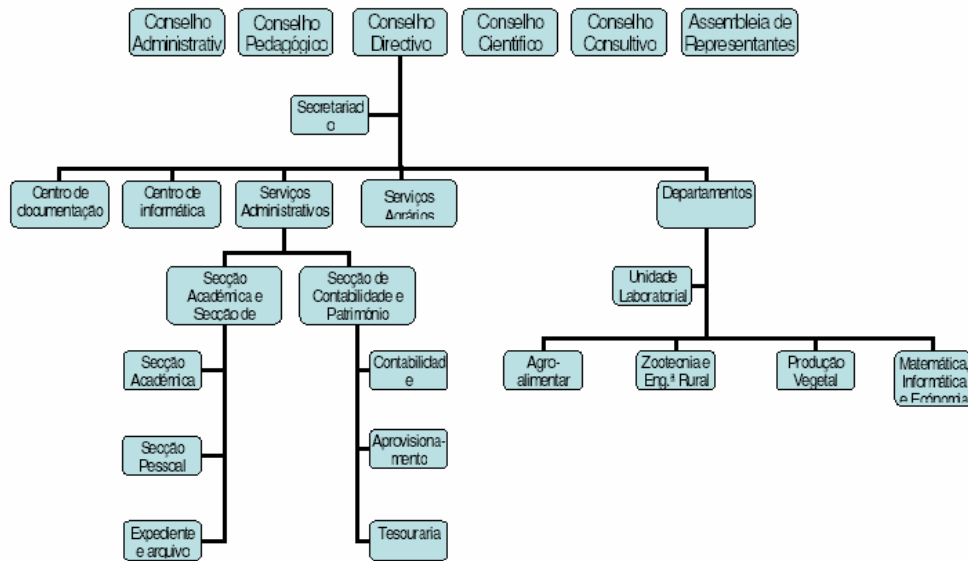 Conselho
Administrativ
Conselho
Pedagógico
Conselho
Directivo
Conselho
Científico
Conselho
Consultivo
Assembleia de
Representantes
Secretariad
o
Centro de
documentação
Centro de
informática
Serviços
Administrativos
Serviços
Agrários
Departamentos
Secção
Académica e
Secção de
Secção de
Contabilidade e
Património
Unidade
Laboratorial
Secção
Académica
Contabilidad
e
Agro-
alimentar
Zootecnia e
Eng.ª Rural
Produção
Vegetal
Matemática,
Informática
e Ecónomia
Secção
Pessoal
Aprovisiona-
mento
Expediente
e arquivo
Tesouraria